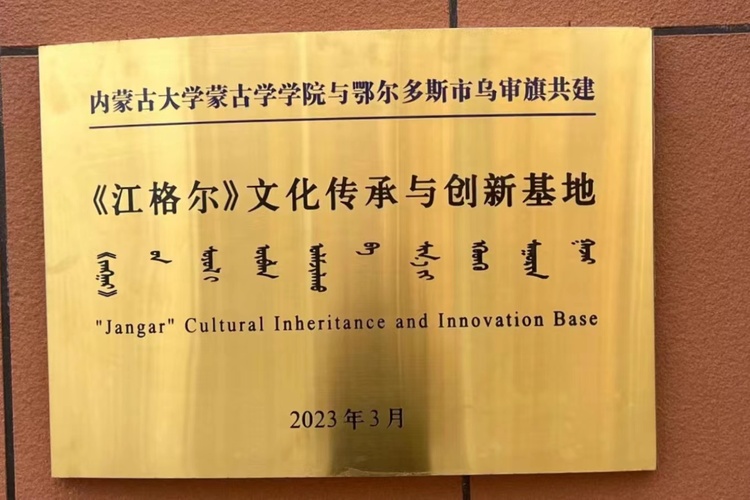 内蒙古大学蒙古学学院与鄂尔多斯市乌审旗共建
《江格尔》文化传承与创新基地
"Jangar" Cultural Inheritance and Innovation Base
2023年3月